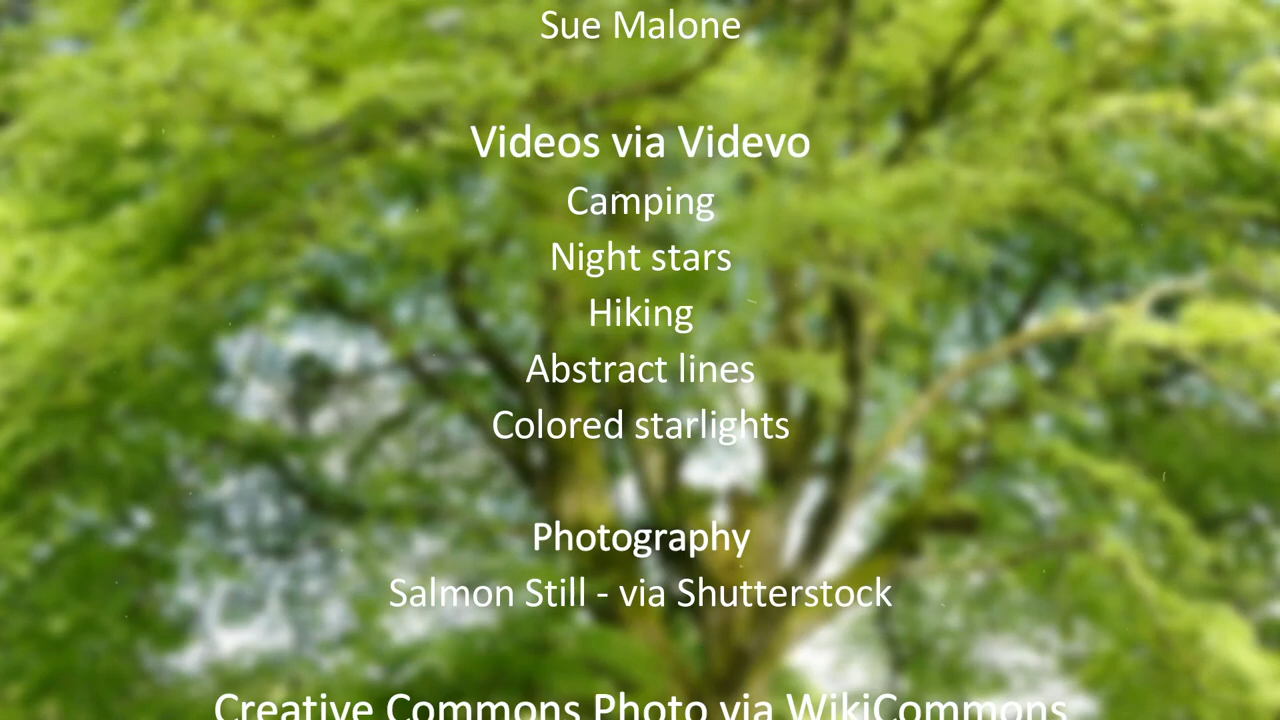 Sue Malone
Videos via Videvo
Camping
Night stars
Hiking
Abstract lines
Colored starlights
Photography
Salmon Still - via Shutterstock
Creative Commons Photo via WikiCommons